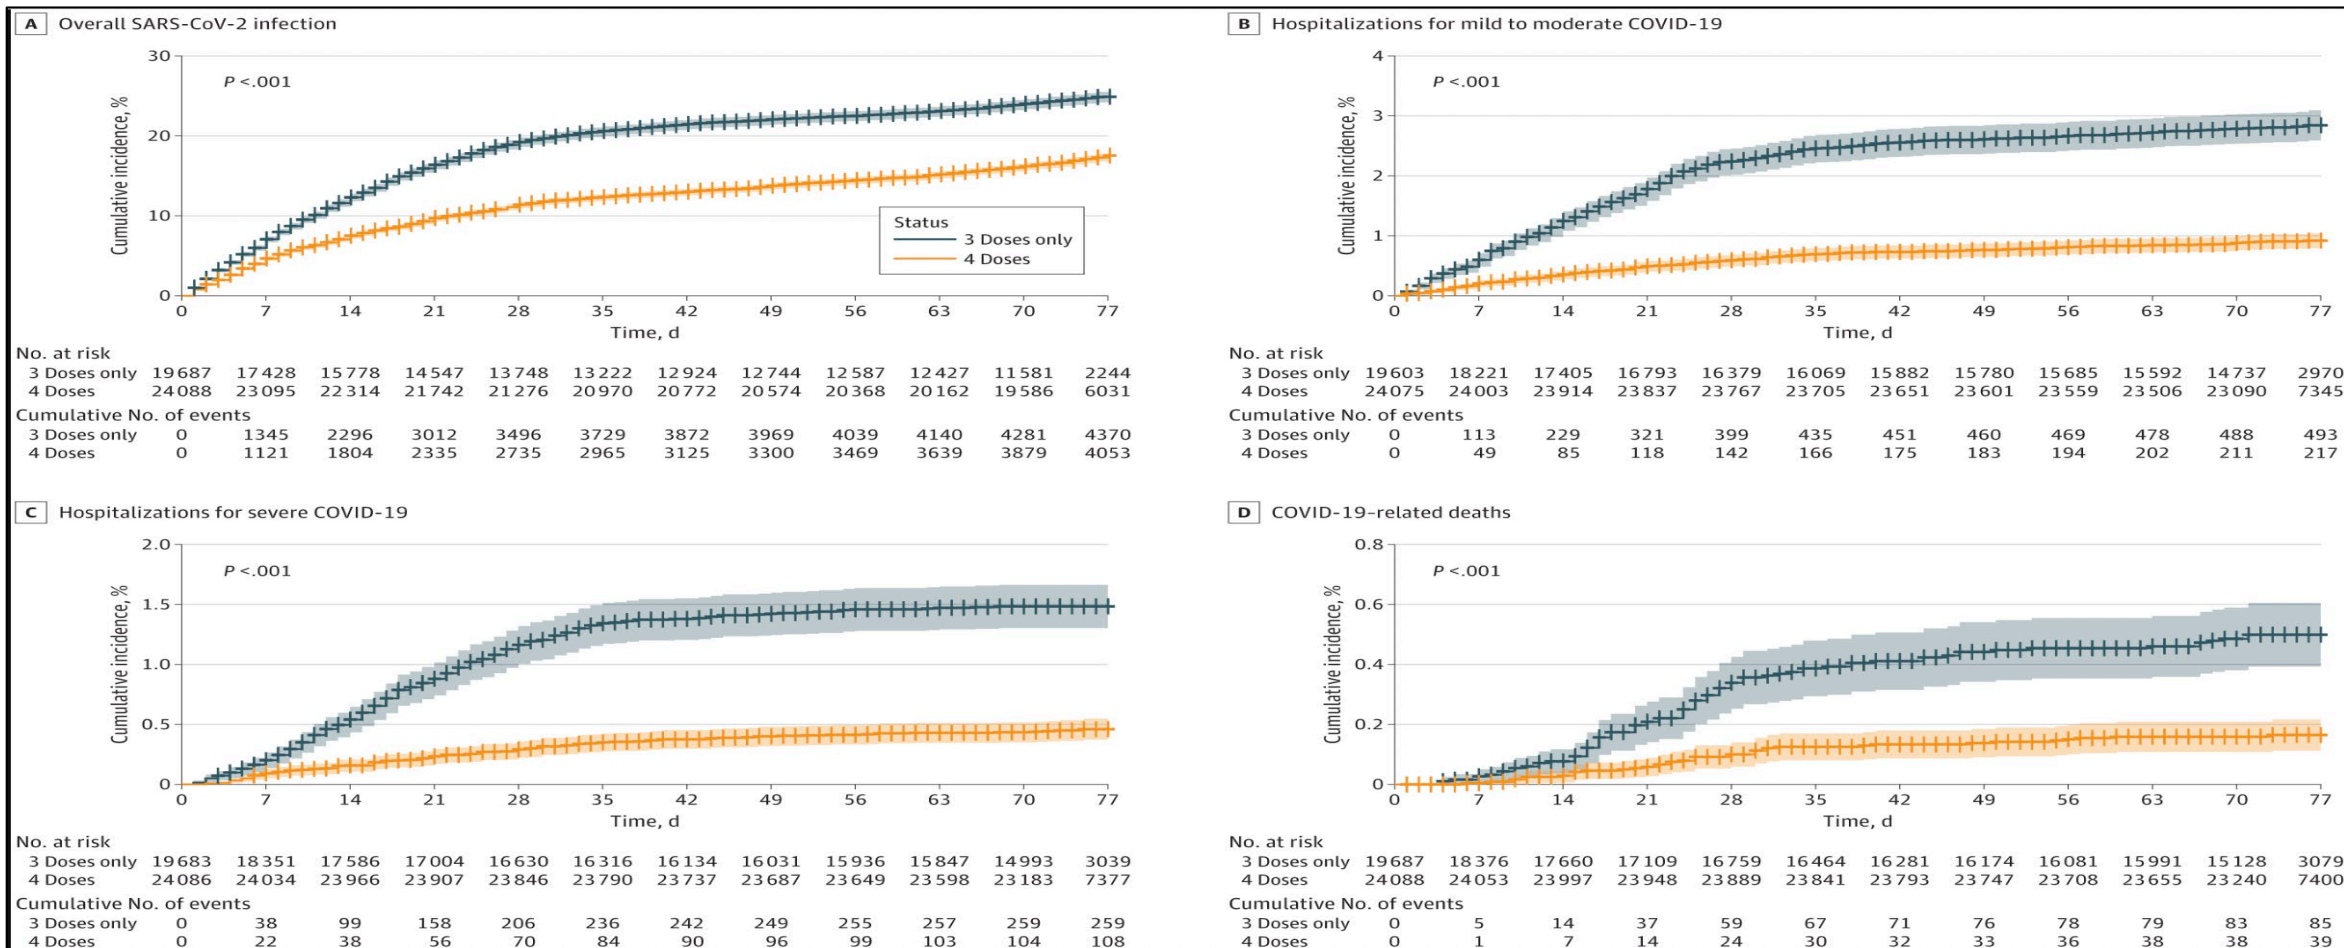 A Overall SARS-CoV-2 infection
30
20
10
0
Cumulative incidence, %
P <.001
Status
3 Doses only
4 Doses
0 7 14 21 28 35 42 49 56 63 70 77
Time, d
No. at risk
3 Doses only 19687 17428 15778 14547 13748 13222 12924 12744 12587 12427 11581 2244
4 Doses 24088 23095 22314 21742 21276 20970 20772 20574 20368 20162 19586 6031
Cumulative No. of events
3 Doses only 0 1345 2296 3012 3496 3729 3872 3969 4039 4140 4281 4370
4 Doses 0 1121 1804 2335 2735 2965 3125 3300 3469 3639 3879 4053
B Hospitalizations for mild to moderate COVID-19
4
3
2
1
0
Cumulative incidence, %
P <.001
0 7 14 21 28 35 42 49 56 63 70 77
Time, d
No. at risk
3 Doses only 19603 18221 17405 16793 16379 16069 15882 15780 15685 15592 14737 2970
4 Doses 24075 24003 23914 23837 23767 23705 23651 23601 23559 23506 23090 7345
Cumulative No. of events
3 Doses only 0 113 229 321 399 435 451 460 469 478 488 493
4 Doses 0 49 85 118 142 166 175 183 194 202 211 217
C Hospitalizations for severe COVID-19
2.0
1.5
1.0
0.5
0
Cumulative incidence, %
P <.001
0 7 14 21 28 35 42 49 56 63 70 77
Time, d
No. at risk
3 Doses only 19683 18351 17586 17004 16630 16316 16134 16031 15936 15847 14993 3039
4 Doses 24086 24034 23966 23907 23846 23790 23737 23687 23649 23598 23183 7377
Cumulative No. of events
3 Doses only 0 38 99 158 206 236 242 249 255 257 259 259
4 Doses 0 22 38 56 70 84 90 96 99 103 104 108
D COVID-19-related deaths
0.8
0.6
0.4
0.2
0
Cumulative incidence, %
P <.001
0 7 14 21 28 35 42 49 56 63 70 77
Time, d
No. at risk
3 Doses only 19687 18376 17660 17109 16759 16464 16281 16174 16081 15991 15128 3079
4 Doses 24088 24053 23997 23948 23889 23841 23793 23747 23708 23655 23240 7400
Cumulative No. of events
3 Doses only 0 5 14 37 59 67 71 76 78 79 83 85
4 Doses 0 1 7 14 24 30 32 33 36 38 38 39